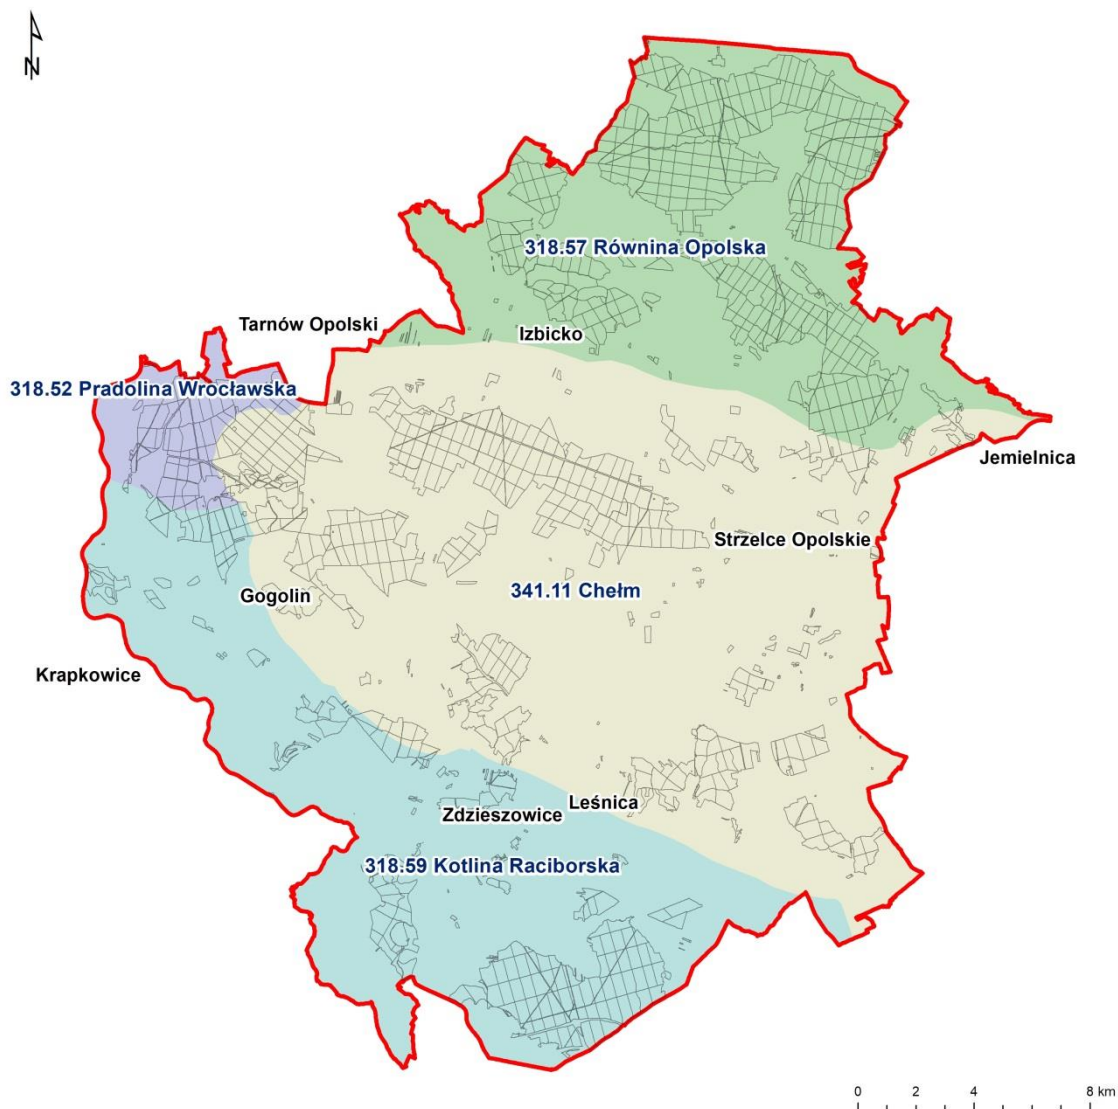 N
318.57 Równina Opolska
Tarnów Opolski
Izbicko
318.52 Pradolina Wrocławska
Jemielnica
Strzelce Opolskie
341.11 Chełm
Gogolin
Krapkowice
Leśnica
Zdzieszowice
318.59 Kotlina Raciborska
0 2 4 8 km